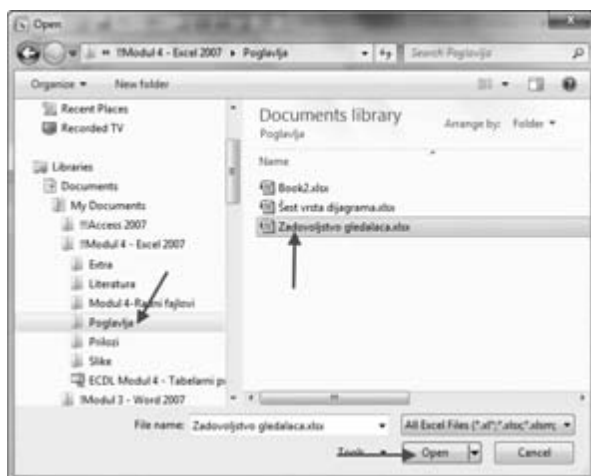 Open
« !!Modul 4 - Excel 2007 ▸ Poglavlja
Search Poglavlja
Organize New folder
Recent Places
Recorded TV
Libraries
Documents
My Documents
!!Access 2007
!!Modul 4 - Excel 2007
Extra
Literatura
Modul 4-Radni fajlovi
Poglavlja
Prilozi
Slike
ECDL Modul 4 - Tabelarni p
!Modul 3 - Word 2007
Documents library
Poglavlja
Arrange by: Folder
Name
Book2.xlsx
Šest vrsta dijagrama.xlsx
Zadovoljstvo gledalaca.xlsx
File name: Zadovoljstvo gledalaca.xlsx
All Excel Files (*.xl*;*.xlsx;*.xlsm;
Tools Open Cancel